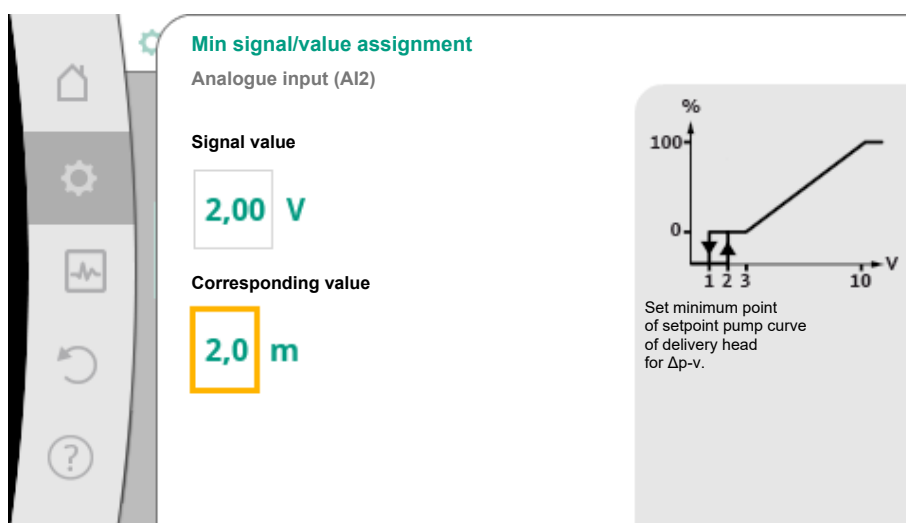 Min signal/value assignment
Analogue input (AI2)
Signal value
2,00 V
Corresponding value
2,0 m
?
%
100
0
1 2 3 10 V
Set minimum point
of setpoint pump curve
of delivery head
for Δp-v.